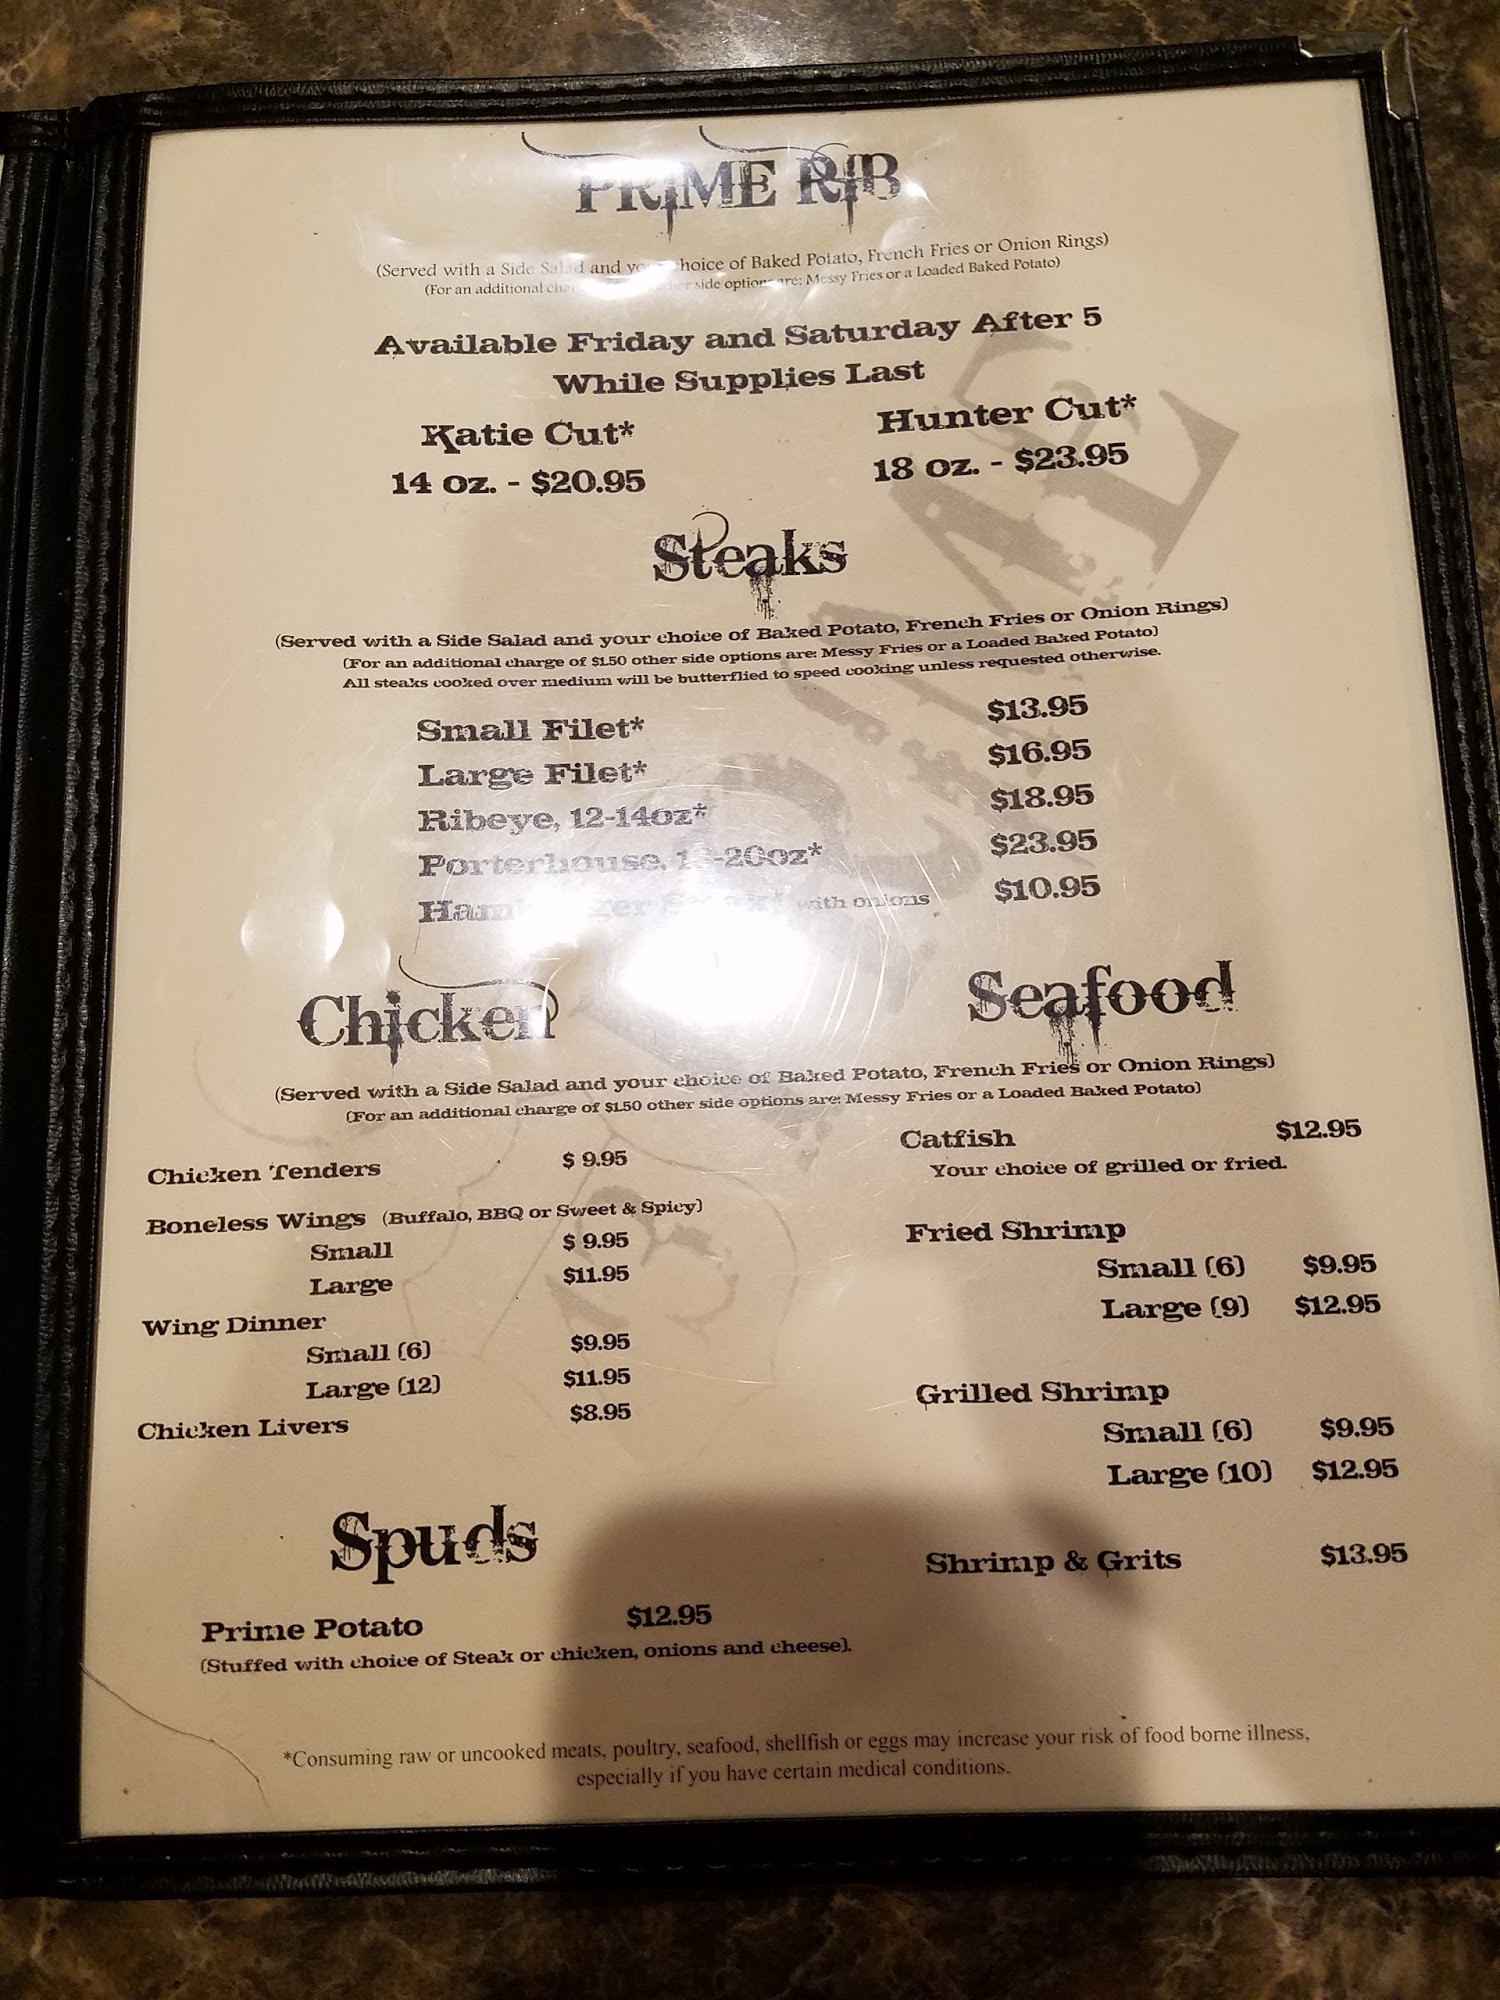 PRIME RIB
(Served with a Side Salad and your choice of Baked Potato, French Fries or Onion Rings)
(For an additional side options are: Messy Fries or a Loaded Baked Potato)
Available Friday and Saturday After 5
While Supplies Last
Katie Cut* Hunter Cut*
14 oz. - $20.95 18 oz. - $23.95
Steaks
(Served with a Side Salad and your choice of Baked Potato, French Fries or Onion Rings)
(For an additional charge of $1.50 other side options are: Messy Fries or a Loaded Baked Potato)
All steaks cooked over medium will be butterflied to speed cooking unless requested otherwise.
Small Filet* $13.95
Large Filet* $16.95
Ribeye, 12-14oz* $18.95
Porterhouse, -20oz* $23.95
Hamburger Steak* with onions $10.95
Chicken Seafood
(Served with a Side Salad and your choice of Baked Potato, French Fries or Onion Rings)
(For an additional charge of $1.50 other side options are: Messy Fries or a Loaded Baked Potato)
Chicken Tenders $ 9.95
Boneless Wings (Buffalo, BBQ or Sweet & Spicy)
Small $ 9.95
Large $11.95
Wing Dinner
Small (6) $9.95
Large (12) $11.95
Chicken Livers $8.95
Catfish $12.95
Your choice of grilled or fried.
Fried Shrimp
Small (6) $9.95
Large (9) $12.95
Grilled Shrimp
Small (6) $9.95
Large (10) $12.95
Shrimp & Grits $13.95
Spuds
Prime Potato $12.95
(Stuffed with choice of Steak or chicken, onions and cheese).
*Consuming raw or uncooked meats, poultry, seafood, shellfish or eggs may increase your risk of food borne illness,
especially if you have certain medical conditions.